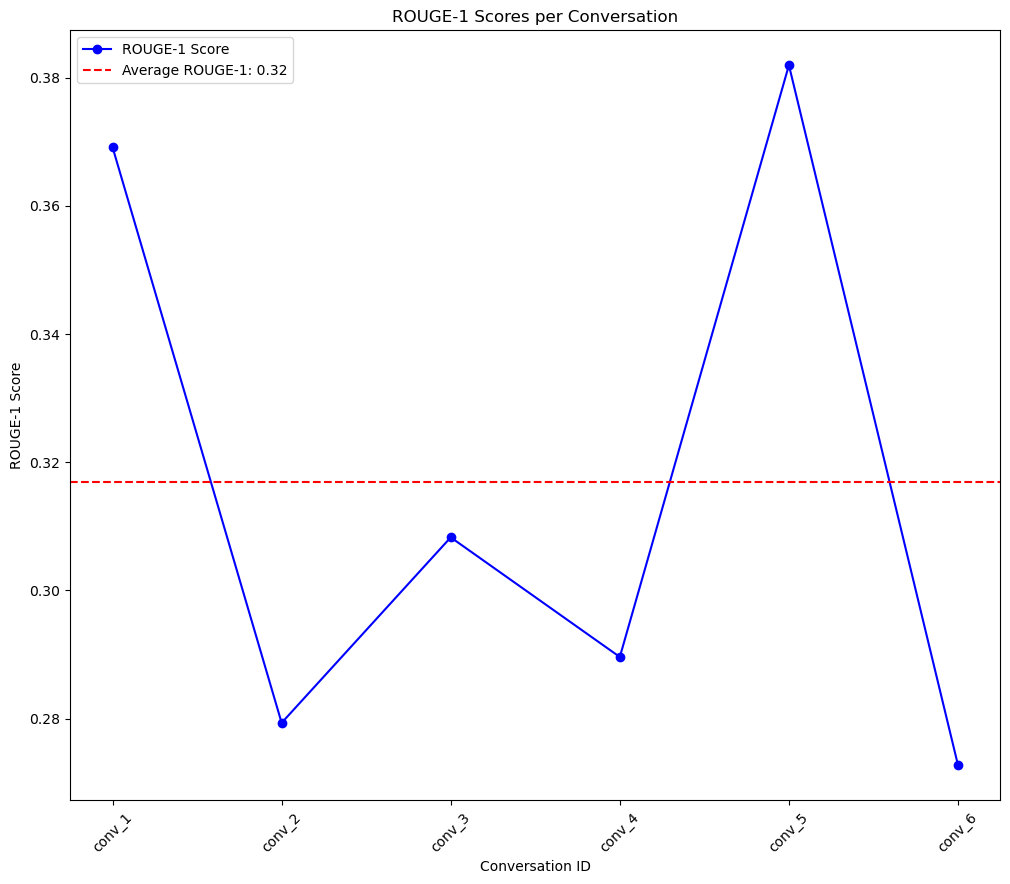 ROUGE-1 Scores per Conversation
ROUGE-1 Score
Average ROUGE-1: 0.32
0.38
0.36
0.34
0.32
0.30
0.28
ROUGE-1 Score
conv_1
conv_2
conv_3
conv_4
conv_5
conv_6
Conversation ID